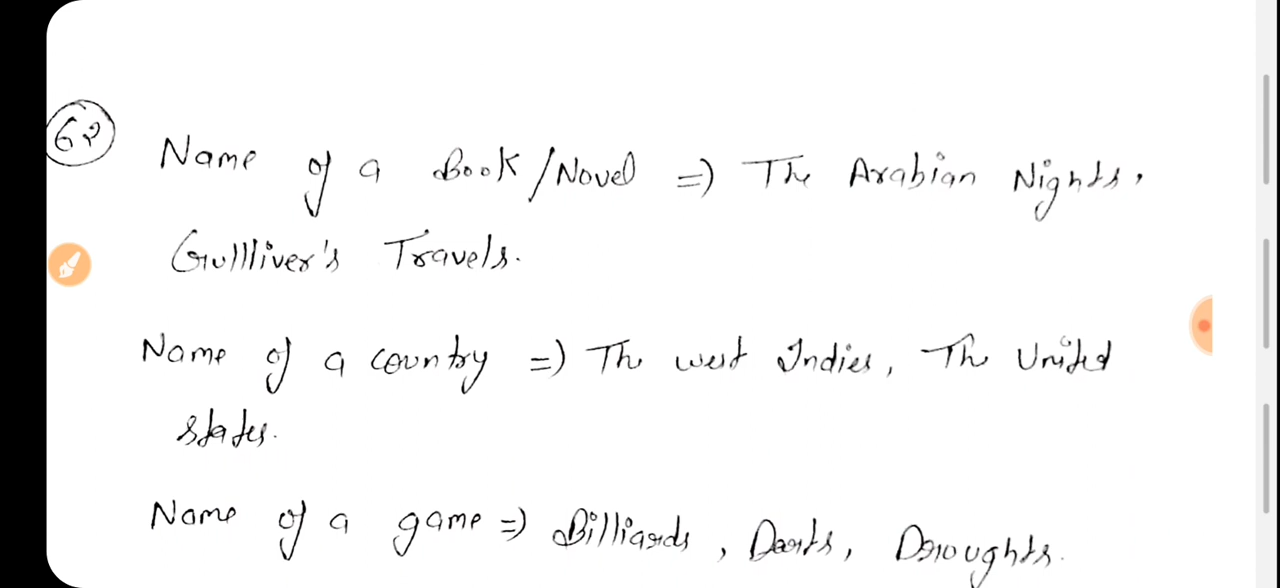 62
Name of a Book/Novel => The Arabian Nights,
Gullliver's Travels.
Name of a country => The west Indies, The United
states.
Name of a game => Billiards, Darts, Droughts.